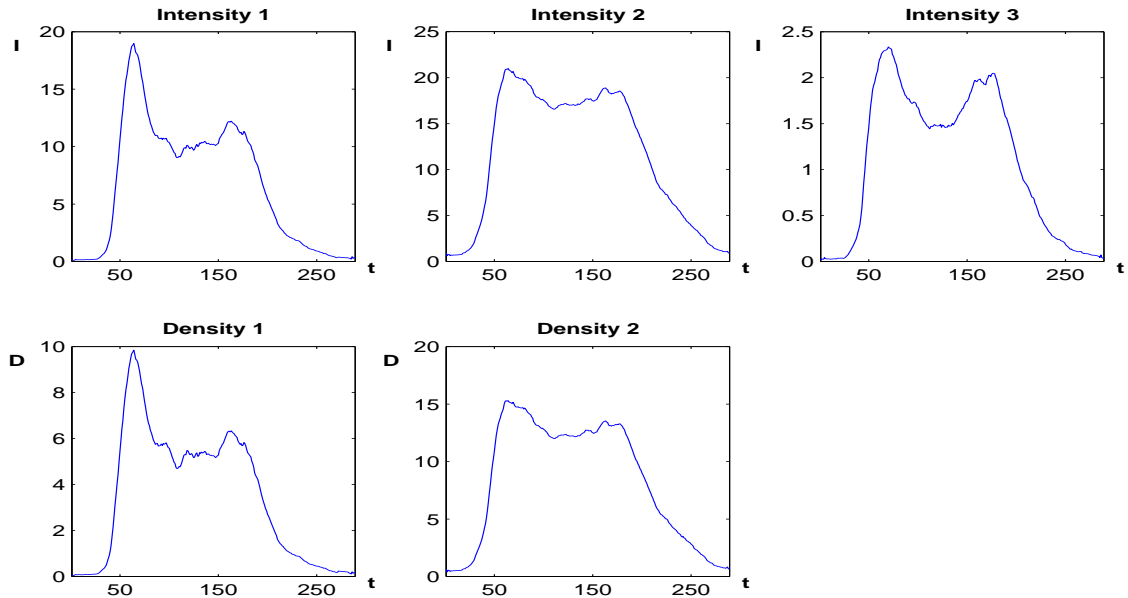 Intensity 1 Intensity 2 Intensity 3
I 20 I 25 I 2.5
15 20 2
10 15 1.5
5 10 1
0 5 0.5
50 150 250 t 0 0
50 150 250 t 50 150 250 t
Density 1 Density 2
D 10 D 20
8 15
6 10
4 5
2 0
0 50 150 250 t
50 150 250 t